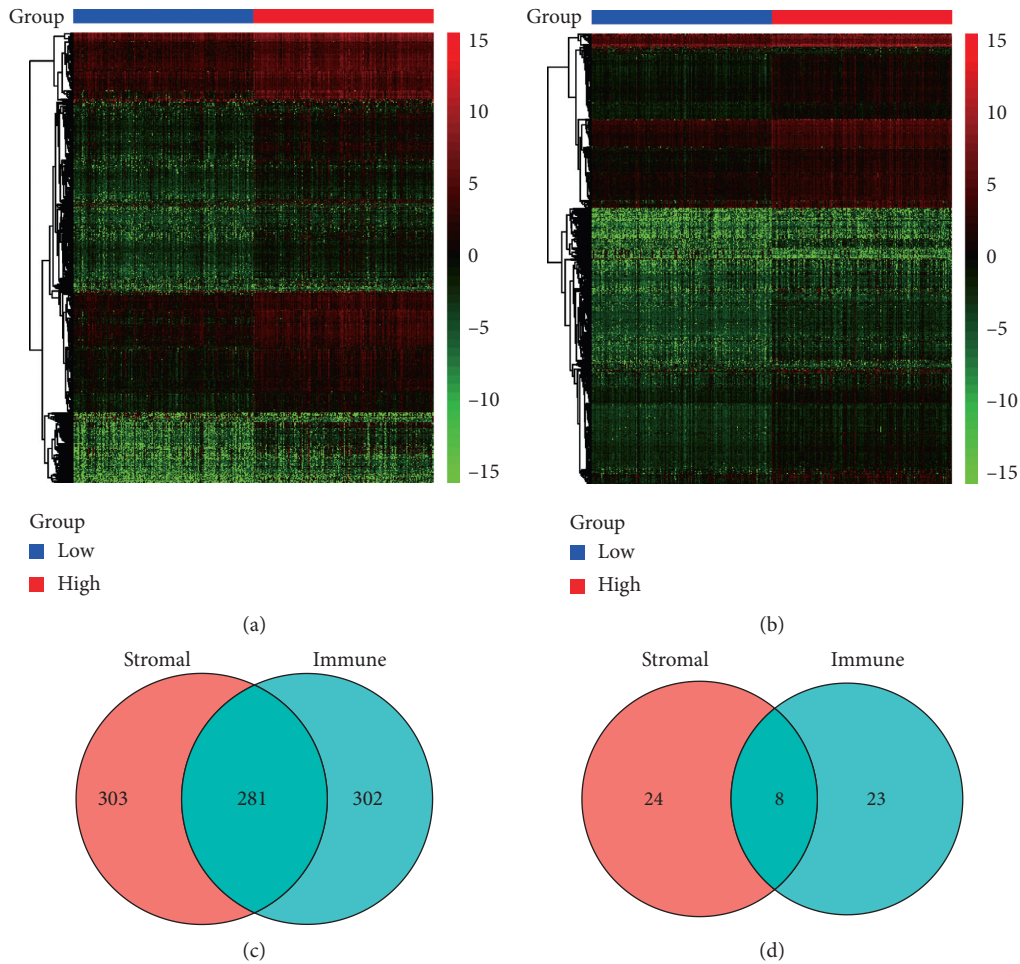 Group
15
10
5
0
–5
–10
–15
Group
Low
High
(a)
Group
15
10
5
0
–5
–10
–15
Group
Low
High
(b)
Stromal Immune
303 281 302
(c)
Stromal Immune
24 8 23
(d)